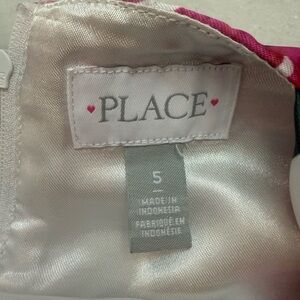 PLACE
5
MADE IN
INDONESIA
FABRIQUÉ EN
INDONÉSIE